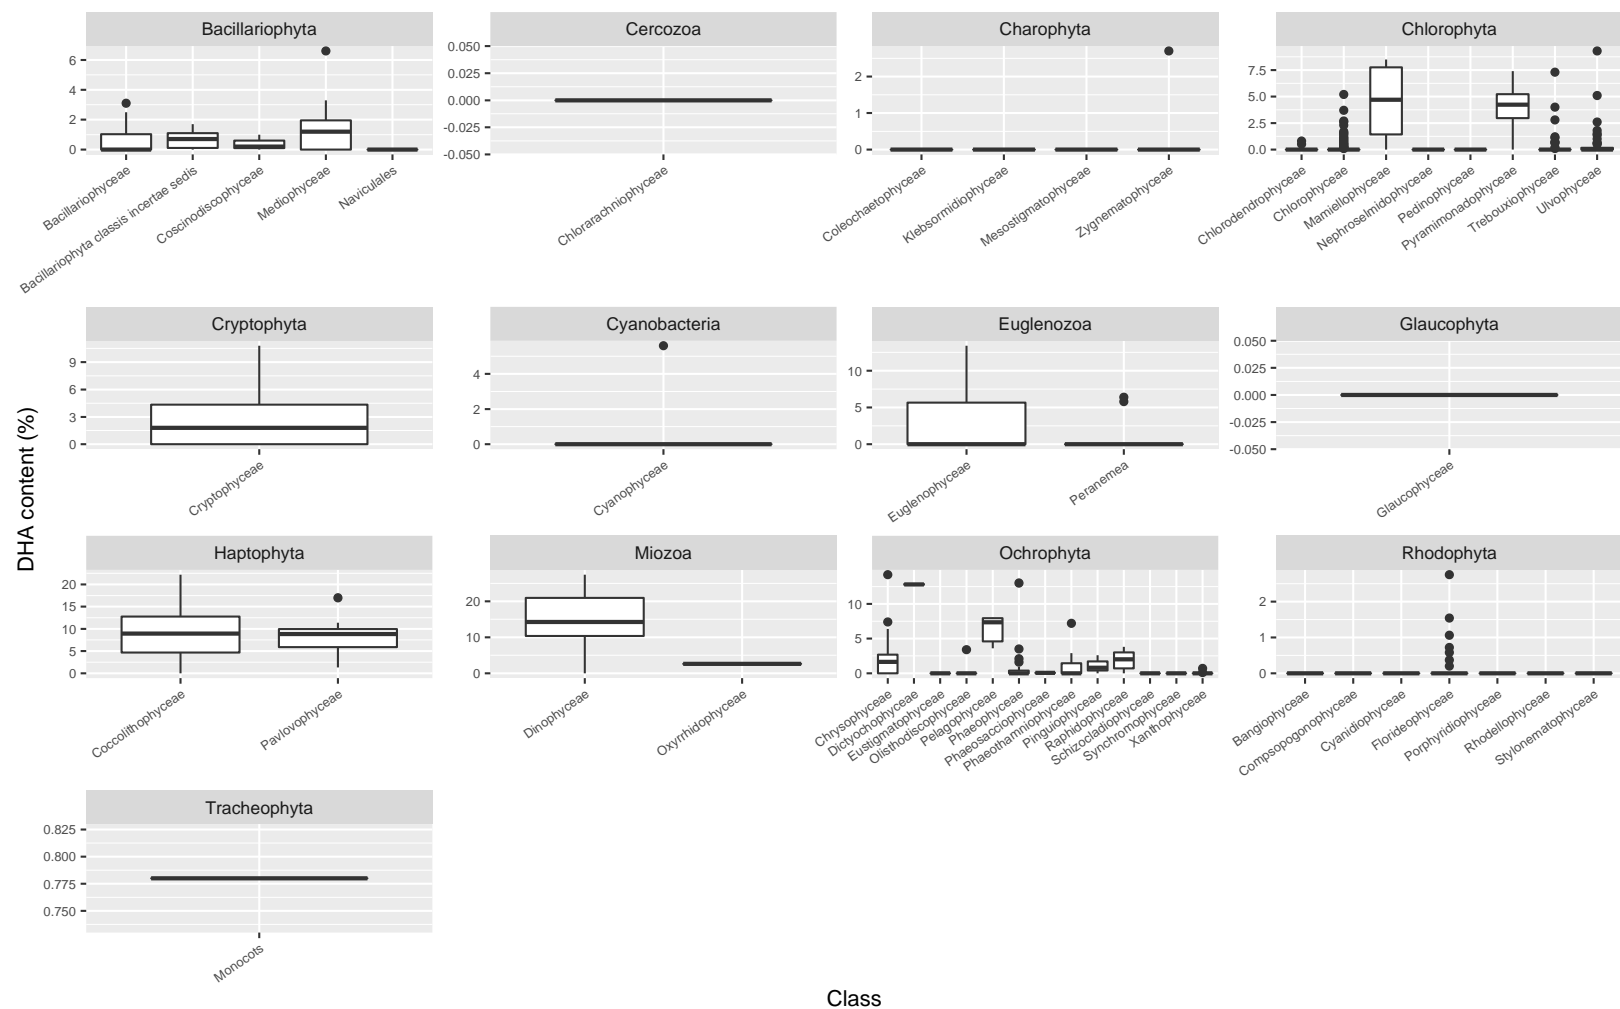 Bacillariophyta
Cercozoa
Charophyta
Chlorophyta
6
4
2
0
0.050
0.025
0.000
-0.025
-0.050
2
1
0
7.5
5.0
2.5
0.0
Bacillariophyceae
Bacillariophyta classis incertae sedis
Coscinodiscophyceae
Mediophyceae
Naviculales
Chlorarachniophyceae
Coleochaetophyceae
Klebsormidiophyceae
Mesostigmatophyceae
Zygnematophyceae
Chlorodendrophyceae
Chlorophyceae
Mamiellophyceae
Nephroselmidophyceae
Pedinophyceae
Pyramimonadophyceae
Trebouxiophyceae
Ulvophyceae
Cryptophyta
Cyanobacteria
Euglenozoa
Glaucophyta
9
6
3
0
4
2
0
10
5
0
0.050
0.025
0.000
-0.025
-0.050
Cryptophyceae
Cyanophyceae
Euglenophyceae
Peranemea
Glaucophyceae
DHA content (%)
Haptophyta
Miozoa
Ochrophyta
Rhodophyta
20
15
10
5
0
20
10
0
10
5
0
2
1
0
Coccolithophyceae
Pavlovophyceae
Dinophyceae
Oxyrrhidophyceae
Chrysophyceae
Dictyochophyceae
Eustigmatophyceae
Olisthodiscophyceae
Pelagophyceae
Phaeophyceae
Phaeosacciophyceae
Phaeothamniophyceae
Pinguiophyceae
Raphidophyceae
Schizocladiophyceae
Synchromophyceae
Xanthophyceae
Bangiophyceae
Compsopogonophyceae
Cyanidiophyceae
Florideophyceae
Porphyridiophyceae
Rhodellophyceae
Stylonematophyceae
Tracheophyta
0.825
0.800
0.775
0.750
Monocots
Class